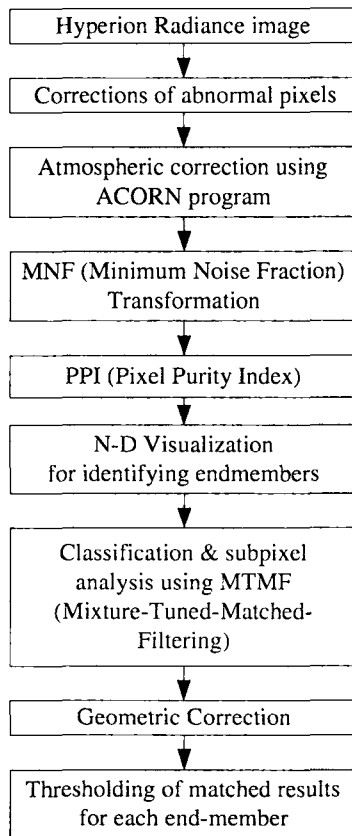 Hyperion Radiance image
Corrections of abnormal pixels
Atmospheric correction using
ACORN program
MNF (Minimum Noise Fraction)
Transformation
PPI (Pixel Purity Index)
N-D Visualization
for identifying endmembers
Classification & subpixel
analysis using MTMF
(Mixture-Tuned-Matched-
Filtering)
Geometric Correction
Thresholding of matched results
for each end-member